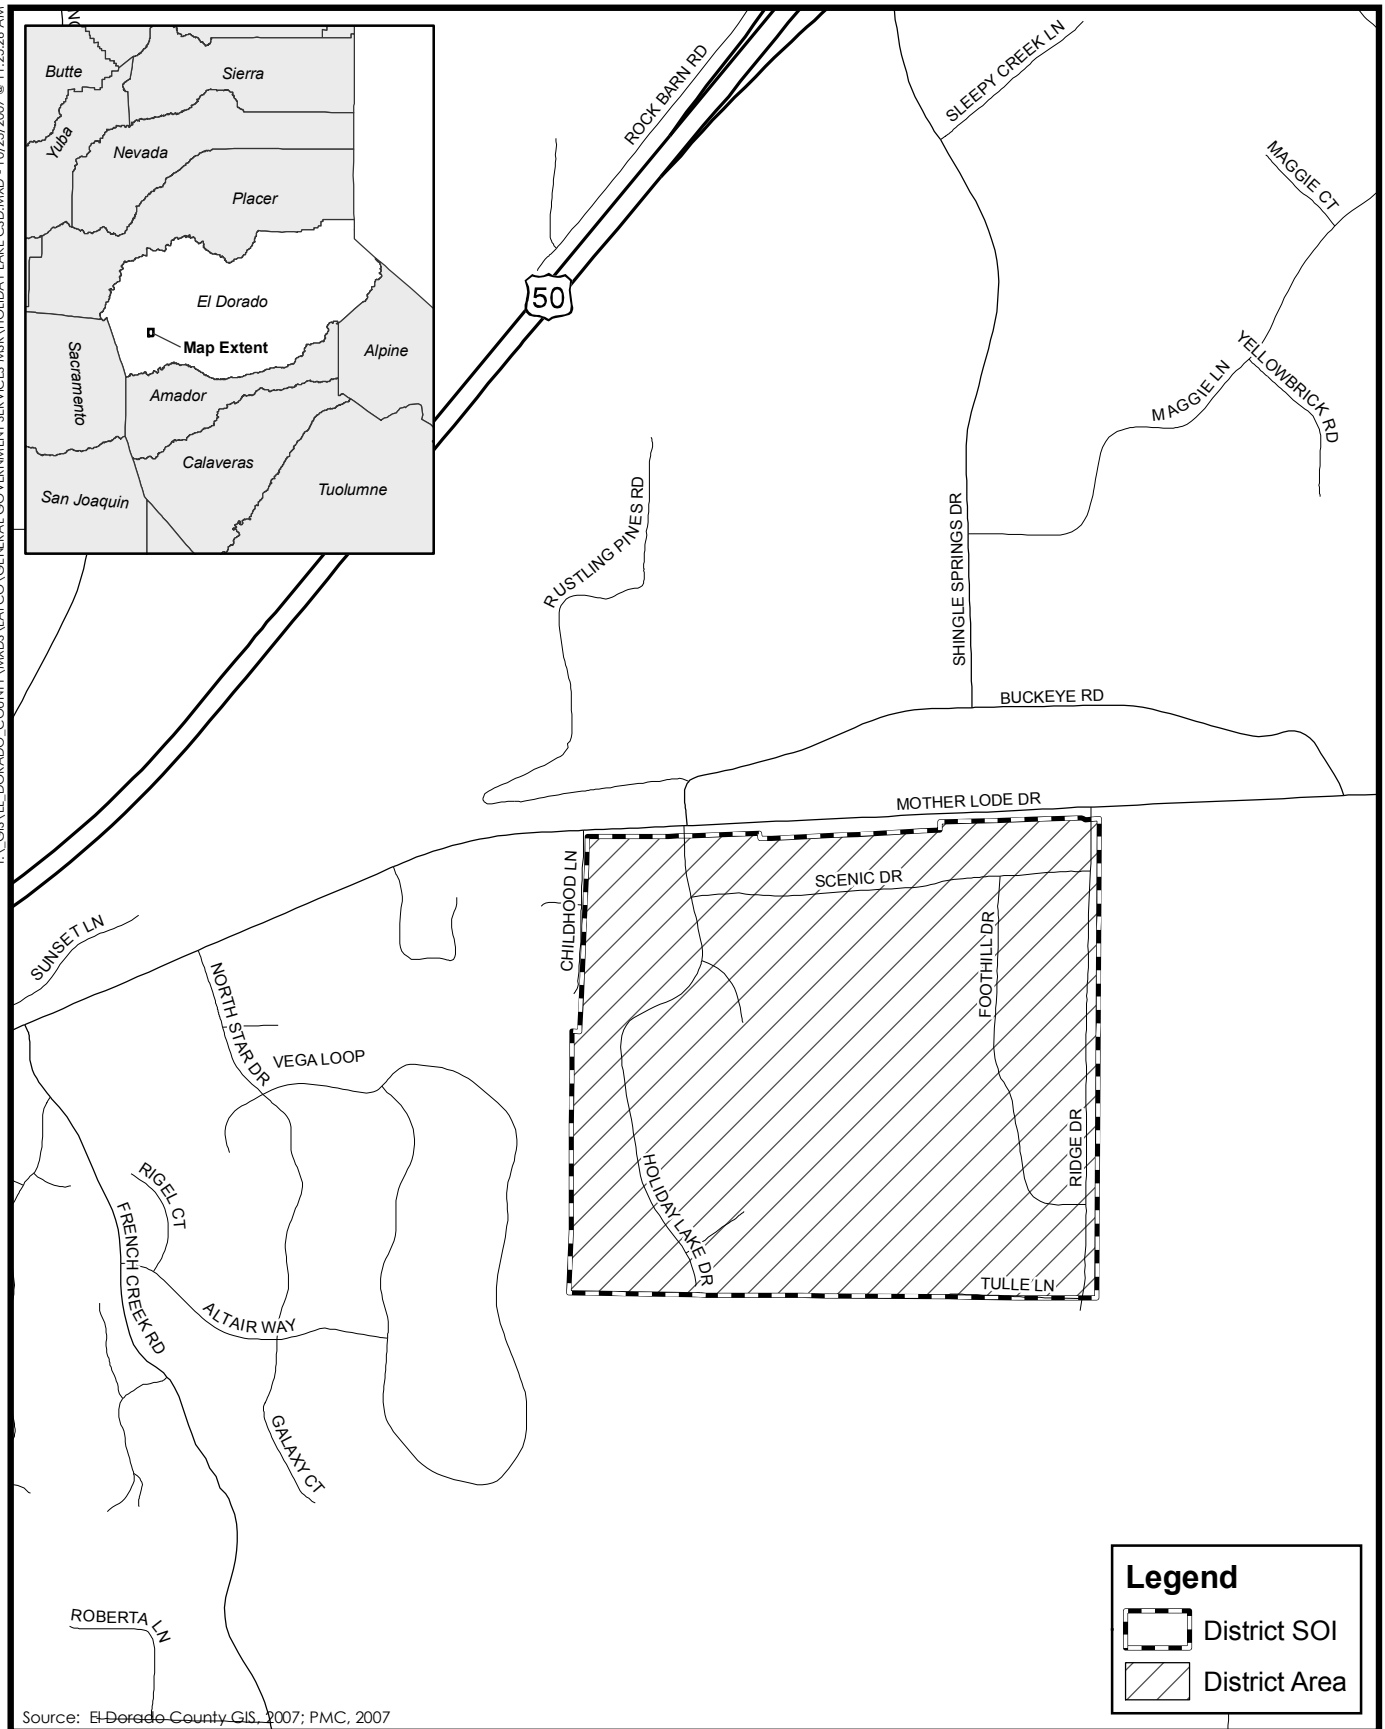 Butte
Sierra
Yuba
Nevada
Placer
El Dorado
Map Extent
Sacramento
Alpine
Amador
Calaveras
San Joaquin
Tuolumne
ROCK BARN RD
SLEEPY CREEK LN
MAGGIE CT
50
YELLOWBRICK RD
MAGGIE LN
RUSTLING PINES RD
SHINGLE SPRINGS DR
BUCKEYE RD
MOTHER LODE DR
CHILDHOOD LN
SCENIC DR
FOOTHILL DR
SUNSET LN
NORTH STAR DR
VEGA LOOP
RIGEL CT
FRENCH CREEK RD
ALTAIR WAY
GALAXY CT
HOLIDAY LAKE DR
RIDGE DR
TULLE LN
ROBERTA LN
Legend
District SOI
District Area
Source: El Dorado County GIS, 2007; PMC, 2007